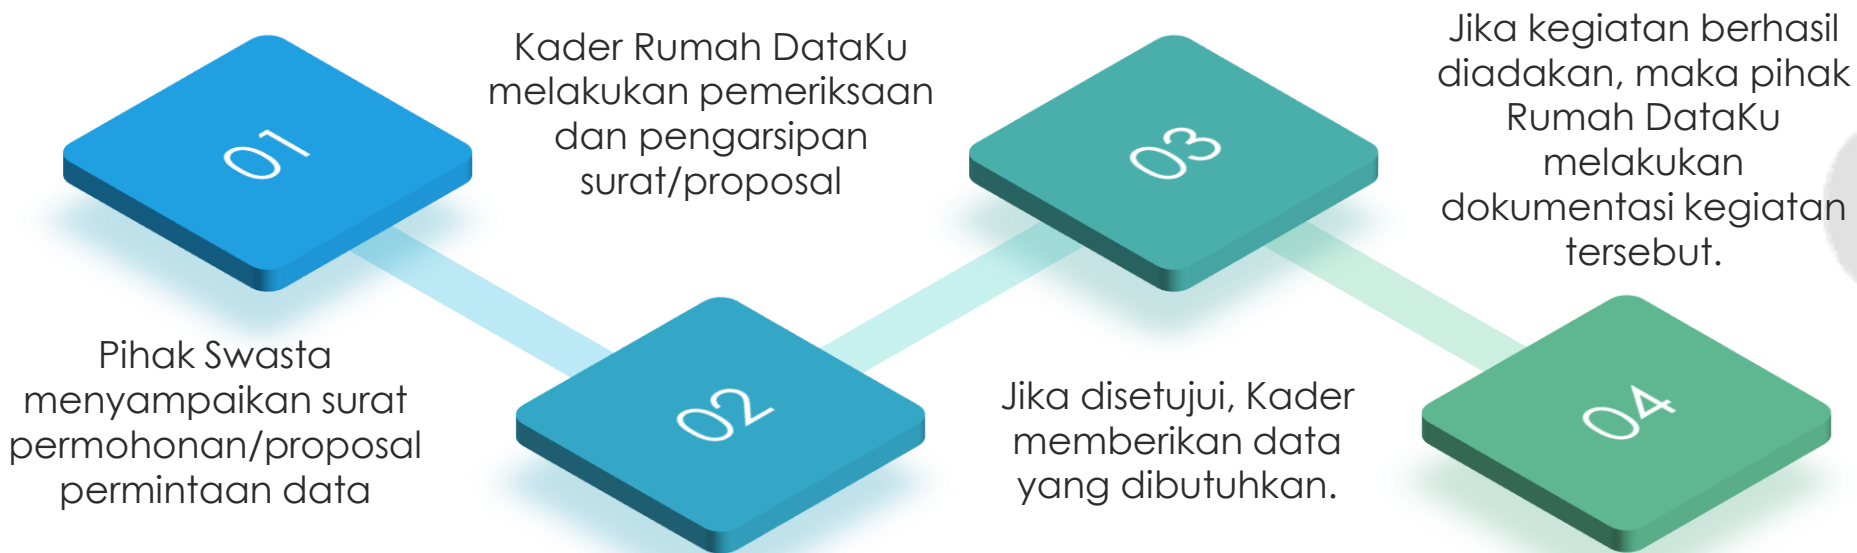 01
Pihak Swasta
menyampaikan surat
permohonan/proposal
permintaan data
02
Kader Rumah DataKu
melakukan pemeriksaan
dan pengarsipan
surat/proposal
03
Jika disetujui, Kader
memberikan data
yang dibutuhkan.
04
Jika kegiatan berhasil
diadakan, maka pihak
Rumah DataKu
melakukan
dokumentasi kegiatan
tersebut.